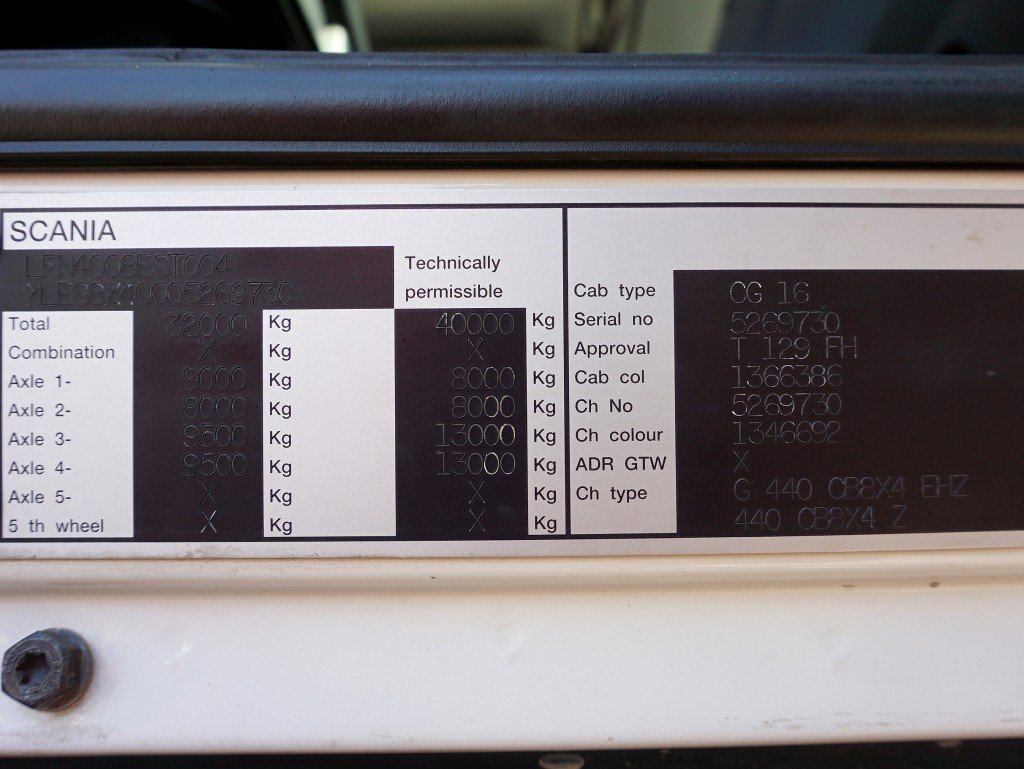 SCANIA
LFN4008EST004
XLEG8X40005269730
Technically
permissible
Total 32000 Kg 40000 Kg
Combination X Kg X Kg
Axle 1- 8000 Kg 8000 Kg
Axle 2- 8000 Kg 8000 Kg
Axle 3- 9500 Kg 13000 Kg
Axle 4- 9500 Kg 13000 Kg
Axle 5- X Kg X Kg
5 th wheel X Kg X Kg
Cab type CG 16
Serial no 5269730
Approval T 129 FH
Cab col 1366386
Ch No 5269730
Ch colour 1346692
ADR GTW X
Ch type G 440 CB8X4 EHZ
440 CB8X4 Z